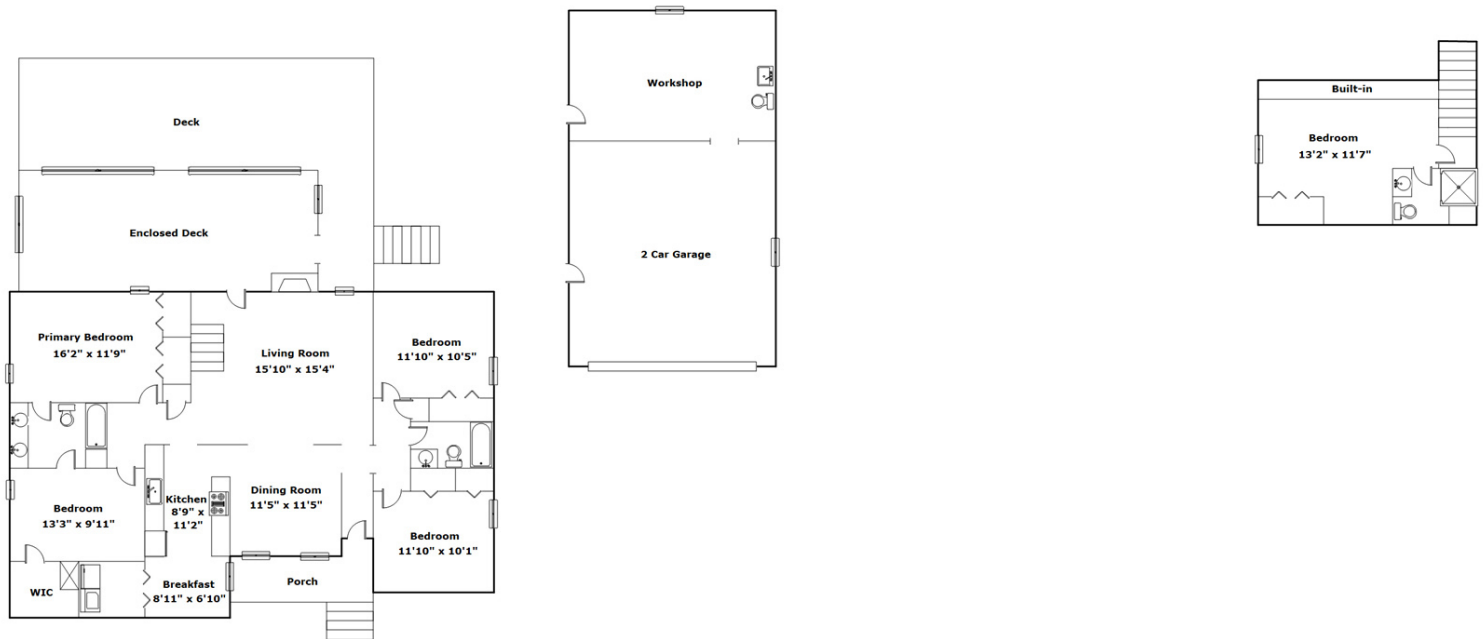 Deck
Enclosed Deck
Primary Bedroom
16'2" x 11'9"
Living Room
15'10" x 15'4"
Bedroom
11'10" x 10'5"
Bedroom
13'3" x 9'11"
Kitchen
8'9" x
11'2"
Dining Room
11'5" x 11'5"
Bedroom
11'10" x 10'1"
WIC
Breakfast
8'11" x 6'10"
Porch
Workshop
2 Car Garage
Built-in
Bedroom
13'2" x 11'7"